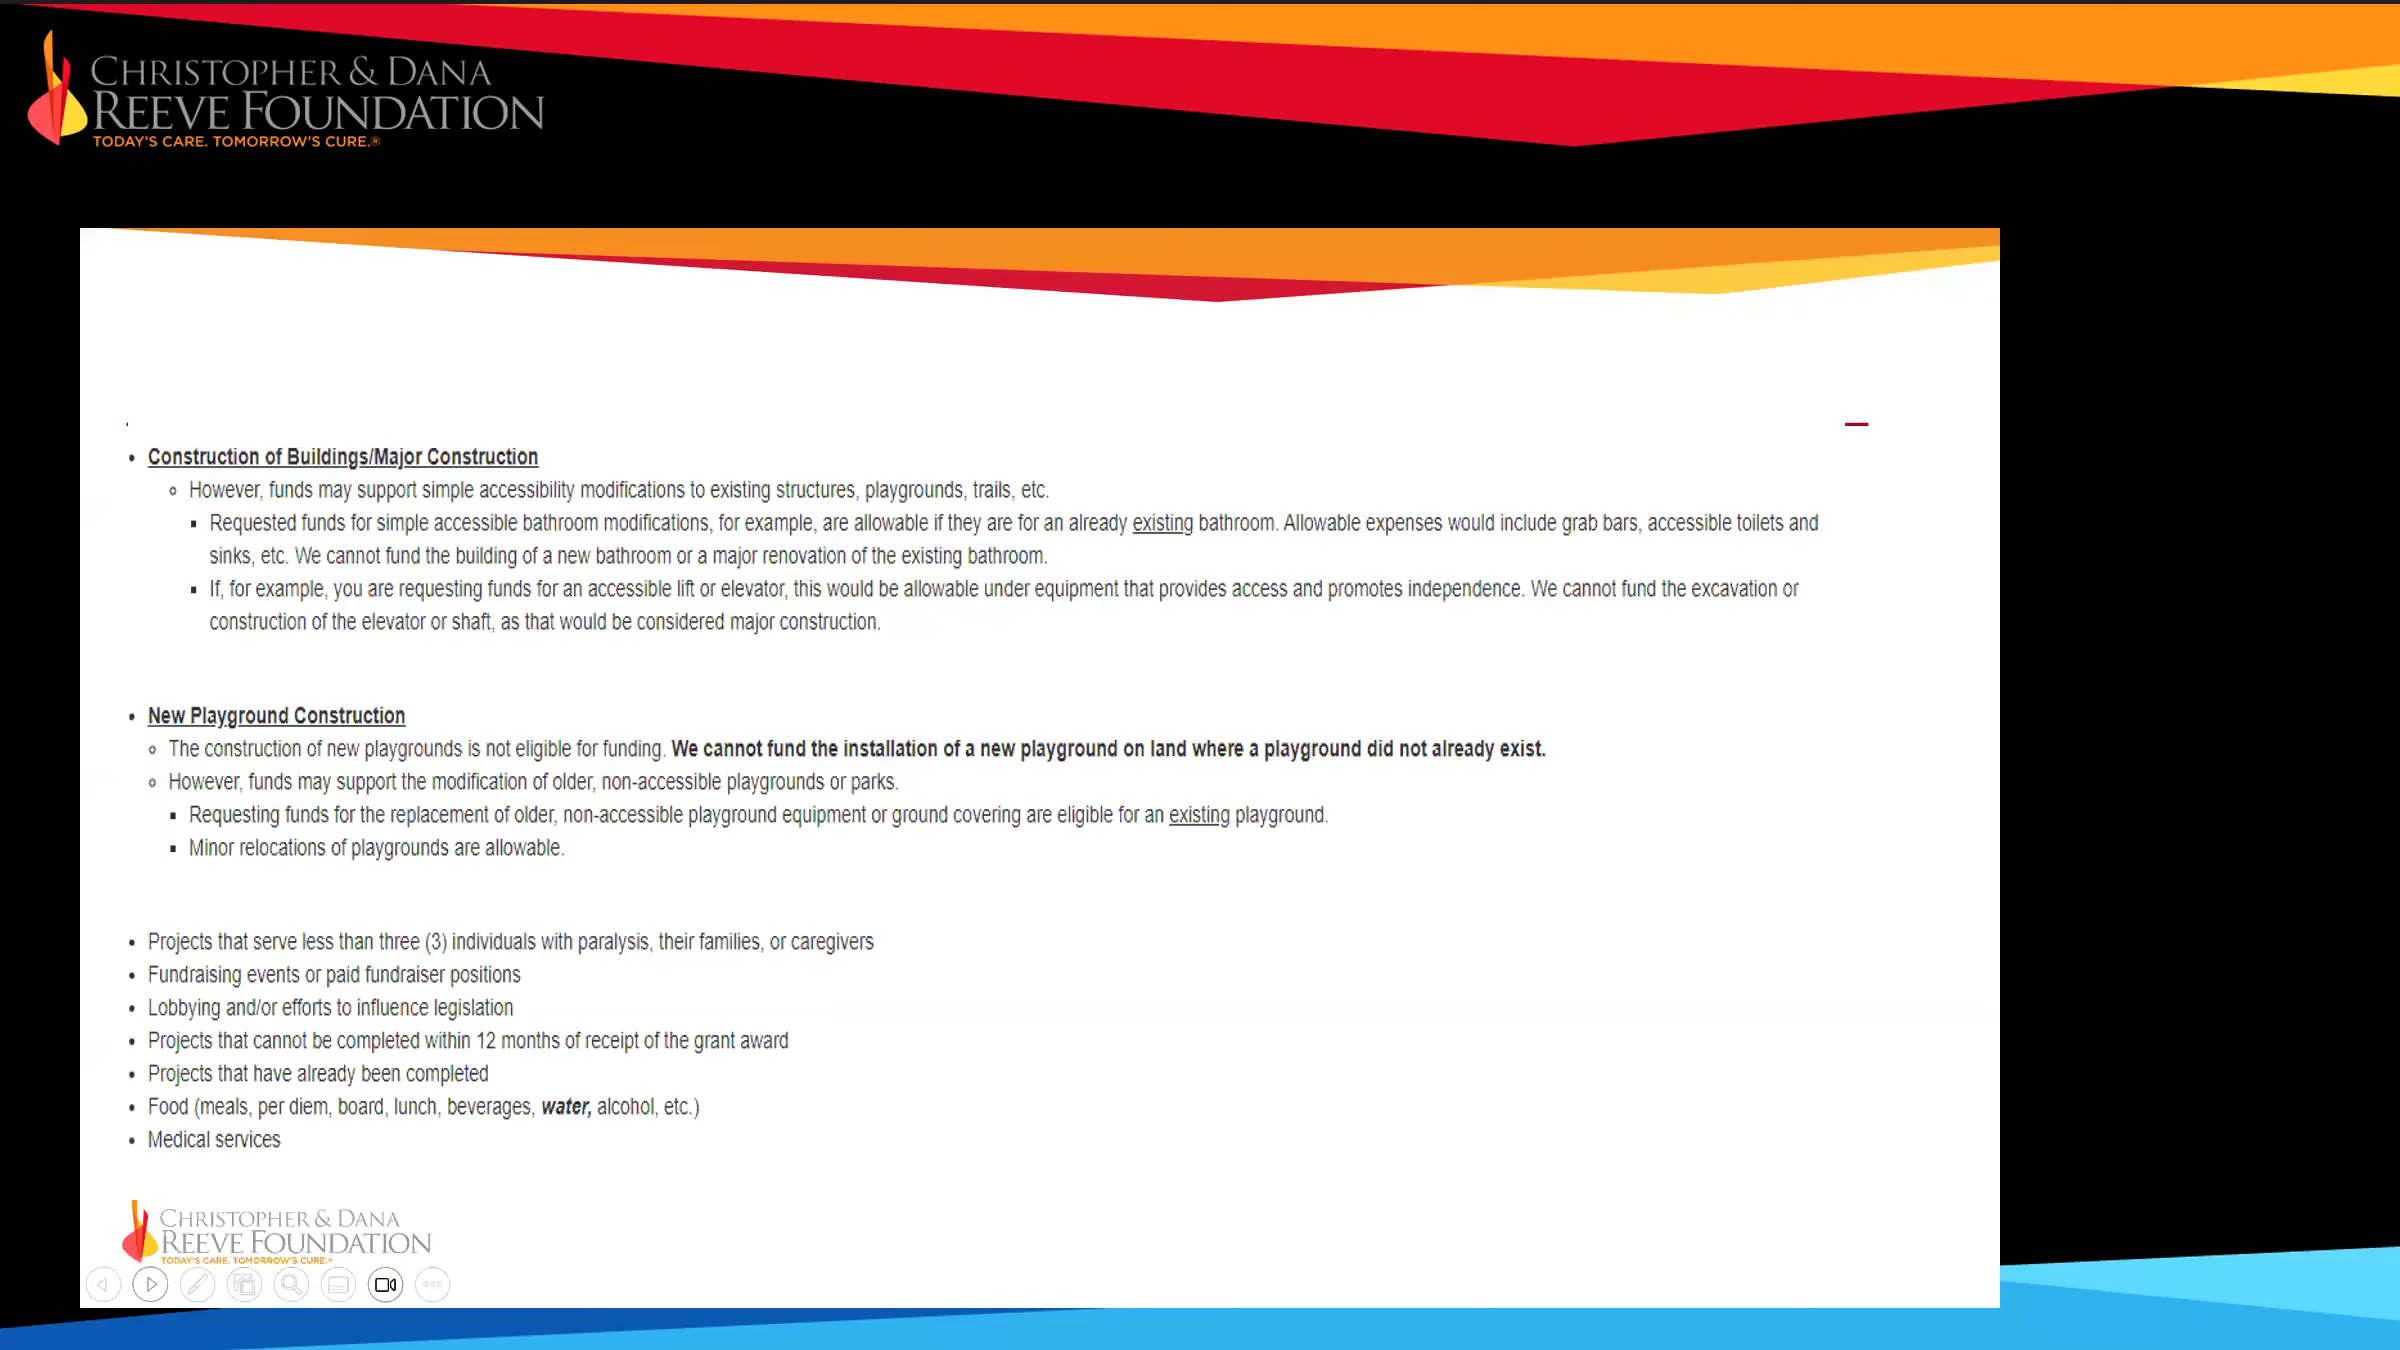 CHRISTOPHER & DANA
REEVE FOUNDATION
TODAY'S CARE. TOMORROW'S CURE.®
• Construction of Buildings/Major Construction
○ However, funds may support simple accessibility modifications to existing structures, playgrounds, trails, etc.
▪ Requested funds for simple accessible bathroom modifications, for example, are allowable if they are for an already existing bathroom. Allowable expenses would include grab bars, accessible toilets and
sinks, etc. We cannot fund the building of a new bathroom or a major renovation of the existing bathroom.
▪ If, for example, you are requesting funds for an accessible lift or elevator, this would be allowable under equipment that provides access and promotes independence. We cannot fund the excavation or
construction of the elevator or shaft, as that would be considered major construction.
• New Playground Construction
○ The construction of new playgrounds is not eligible for funding. We cannot fund the installation of a new playground on land where a playground did not already exist.
○ However, funds may support the modification of older, non-accessible playgrounds or parks.
▪ Requesting funds for the replacement of older, non-accessible playground equipment or ground covering are eligible for an existing playground.
▪ Minor relocations of playgrounds are allowable.
• Projects that serve less than three (3) individuals with paralysis, their families, or caregivers
• Fundraising events or paid fundraiser positions
• Lobbying and/or efforts to influence legislation
• Projects that cannot be completed within 12 months of receipt of the grant award
• Projects that have already been completed
• Food (meals, per diem, board, lunch, beverages, water, alcohol, etc.)
• Medical services
CHRISTOPHER & DANA
REEVE FOUNDATION
TODAY'S CARE. TOMORROW'S CURE.®